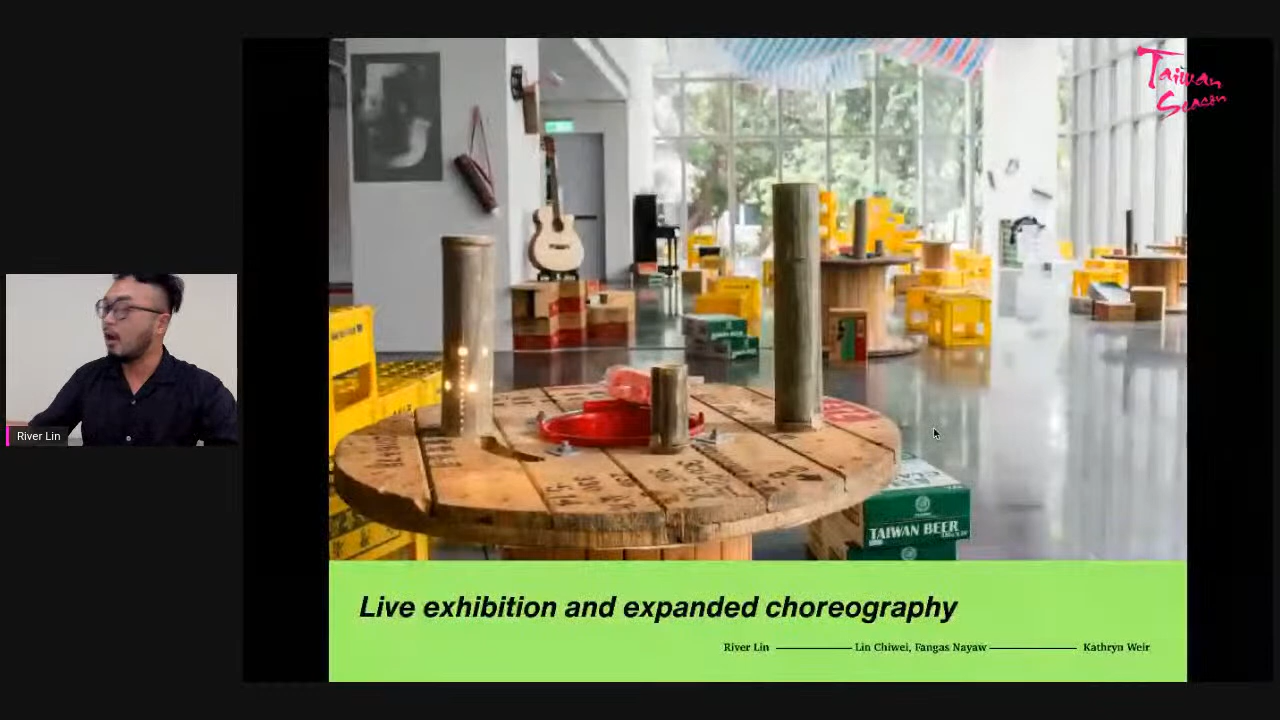 Taiwan
Season
River Lin
TAIWAN BEER
Live exhibition and expanded choreography
River Lin
Lin Chiwei, Fangas Nayaw
Kathryn Weir